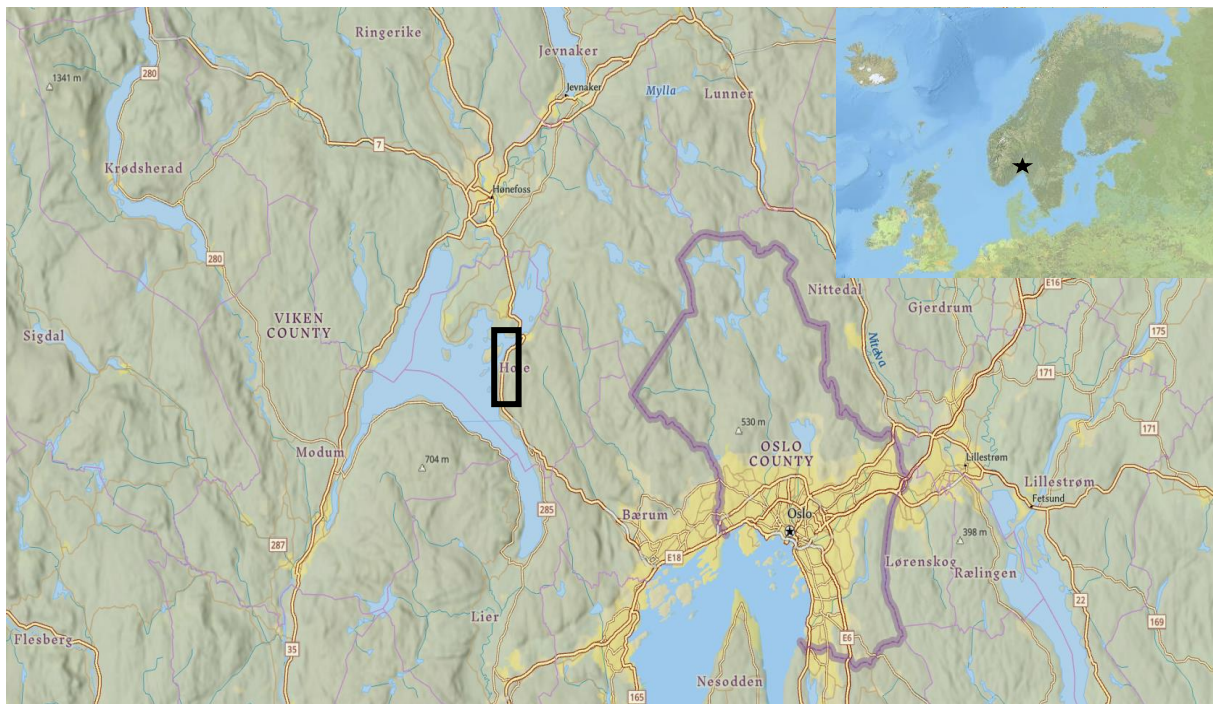 Ringerike
Jevnaker
1341 m
280
Jevnaker
Mylla
Lunner
7
Krødsherad
Hønefoss
280
Nittedal
E16
Gjerdrum
VIKEN
COUNTY
175
Sigdal
Nitelva
Hole
171
530 m
171
OSLO
COUNTY
Modum
704 m
Lillestrøm
Lillestrøm
Fetsund
285
Bærum
Oslo
287
E18
398 m
Lørenskog
Rælingen
22
Lier
169
Flesberg
E6
35
Nesodden
165